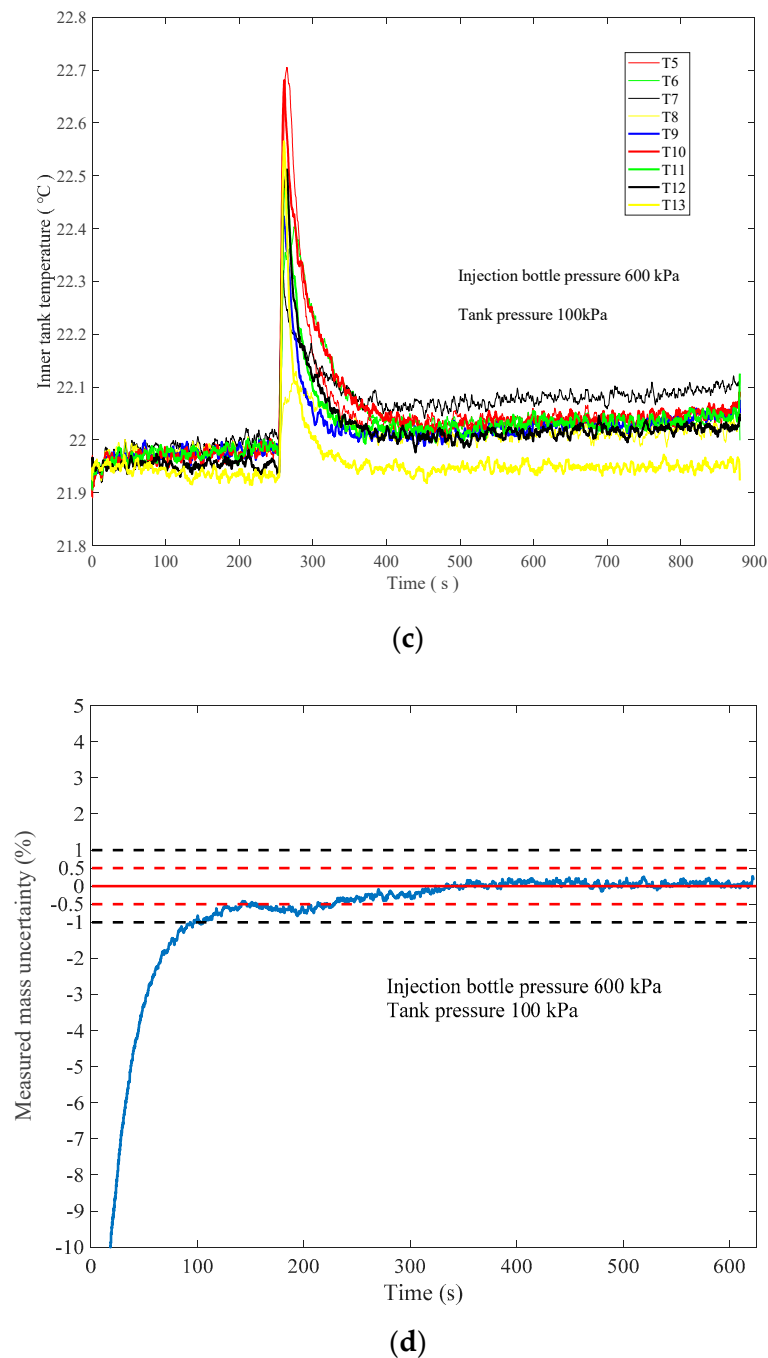 22.8
22.7
22.6
22.5
22.4
22.3
22.2
22.1
22
21.9
21.8
Inner tank temperature ( °C )
T5
T6
T7
T8
T9
T10
T11
T12
T13
Injection bottle pressure 600 kPa
Tank pressure 100kPa
0 100 200 300 400 500 600 700 800 900
Time ( s )
(c)
5
4
3
2
1
0.5
0
-0.5
-1
-2
-3
-4
-5
-6
-7
-8
-9
-10
Measured mass uncertainty (%)
Injection bottle pressure 600 kPa
Tank pressure 100 kPa
0 100 200 300 400 500 600
Time (s)
(d)